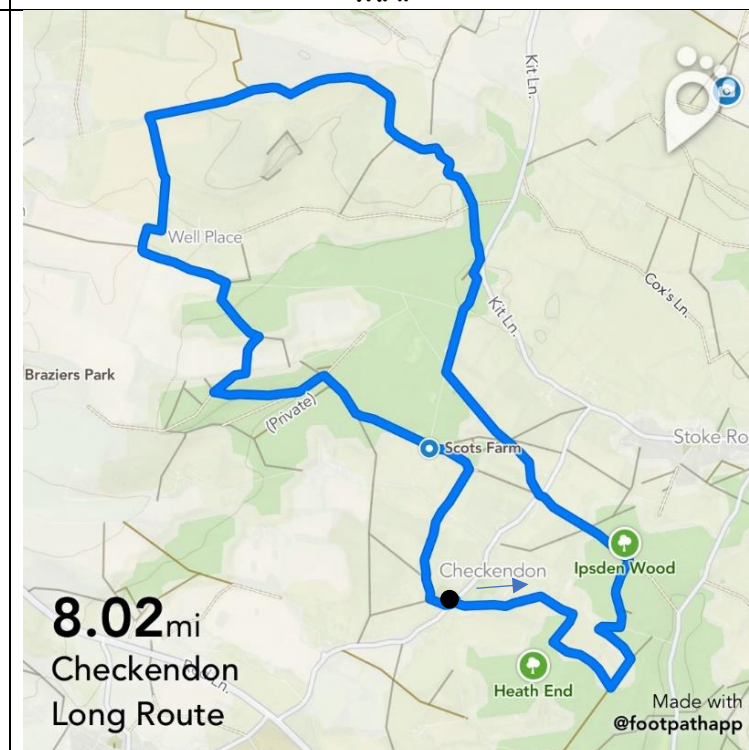 Kit Ln.
Well Place
Cox's Ln.
Kit Ln.
Braziers Park
(Private)
Stoke Ro
Scots Farm
Checkendon
Ipsden Wood
8.02mi
Checkendon
Long Route
Heath End
Made with
@footpathapp